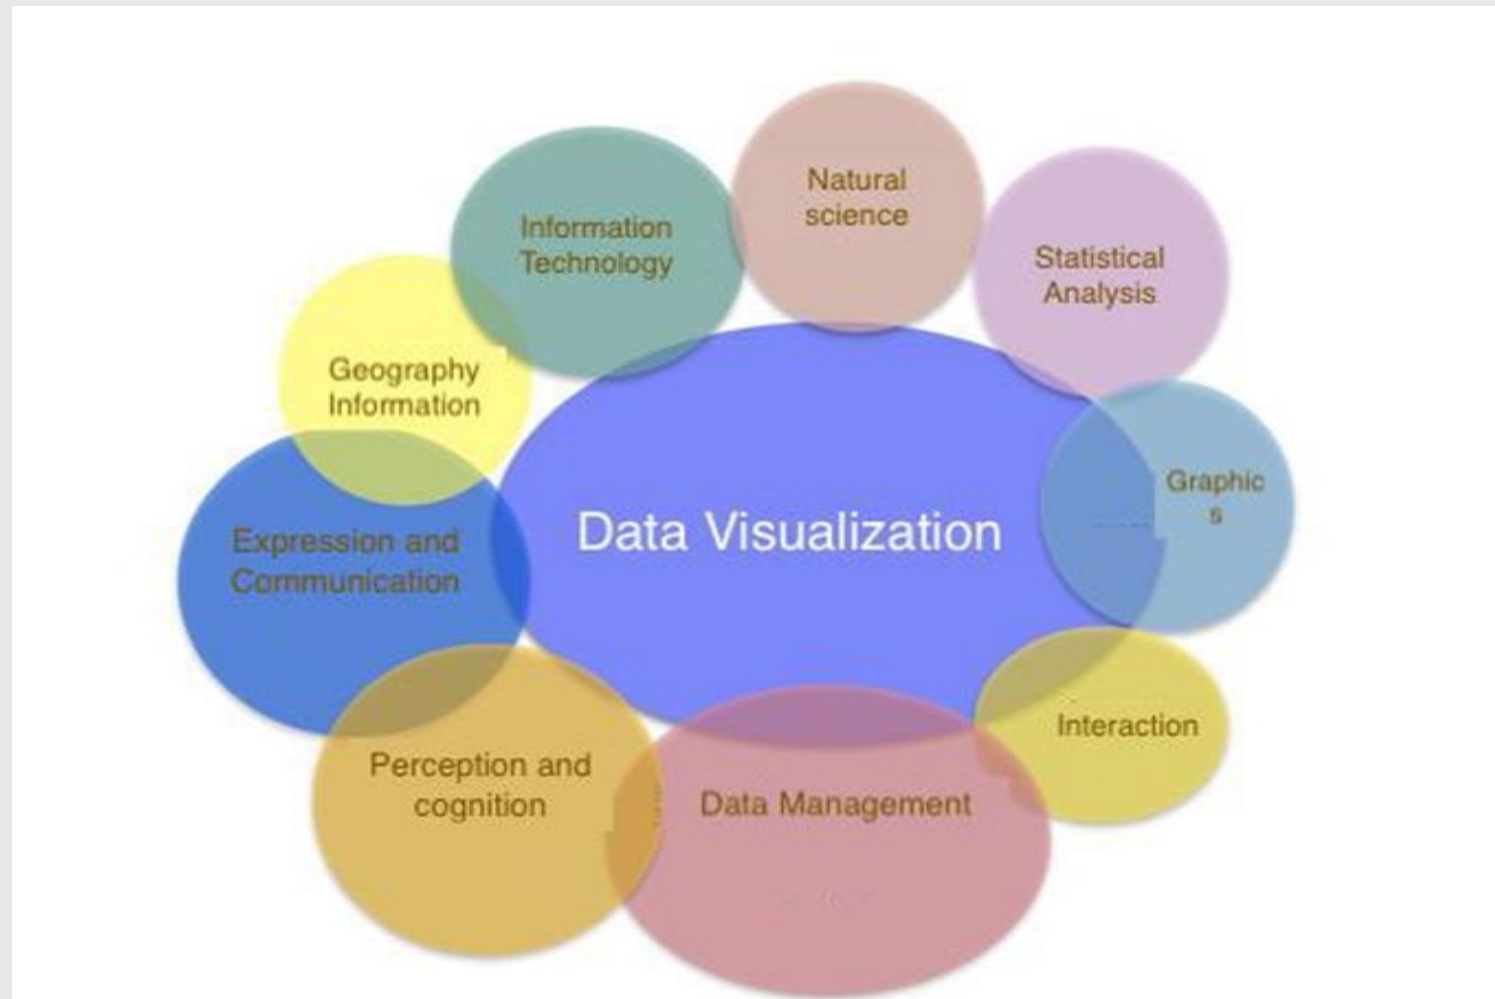 Natural
science
Information
Technology
Statistical
Analysis
Geography
Information
Graphic
s
Data Visualization
Expression and
Communication
Interaction
Perception and
cognition
Data Management